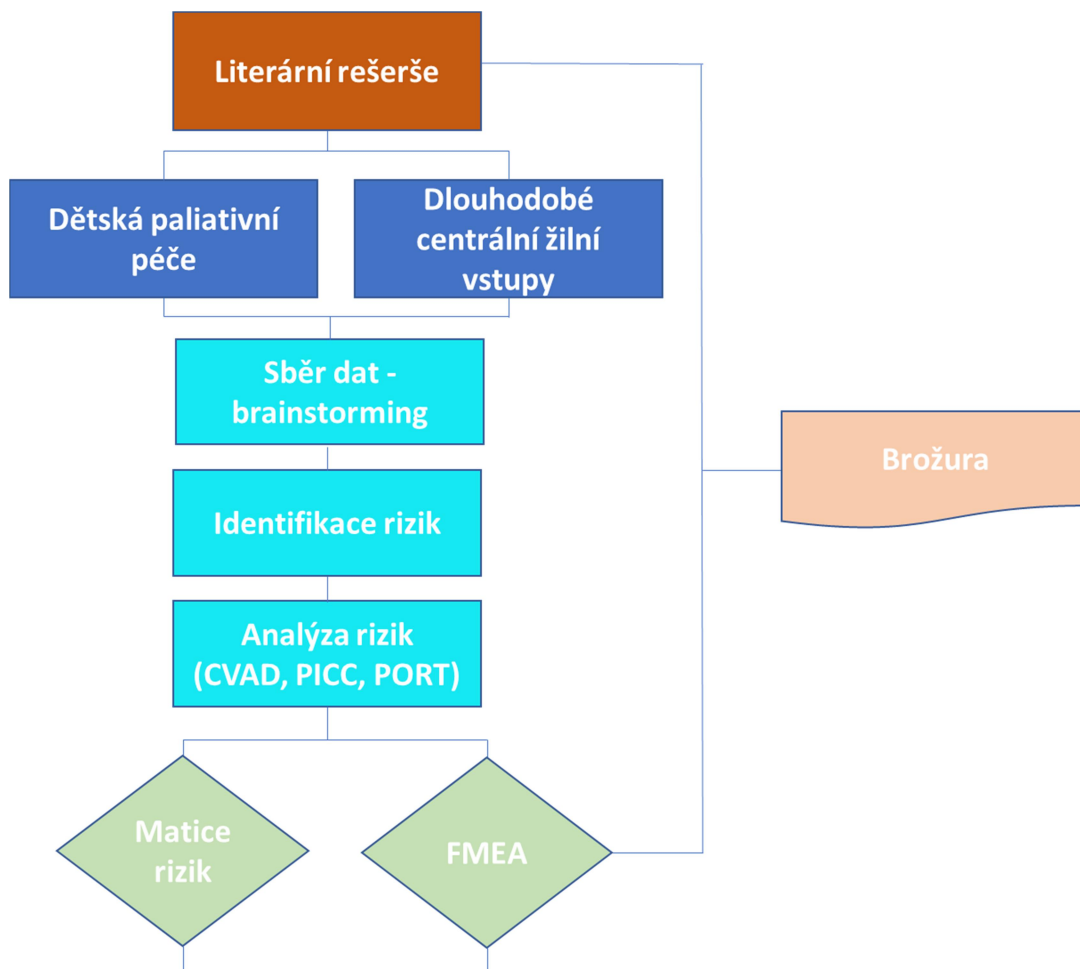 Literární rešerše
Dětská paliativní
péče
Dlouhodobé
centrální žilní
vstupy
Sběr dat -
brainstorming
Identifikace rizik
Analýza rizik
(CVAD, PICC, PORT)
Matice
rizik
FMEA
Brožura